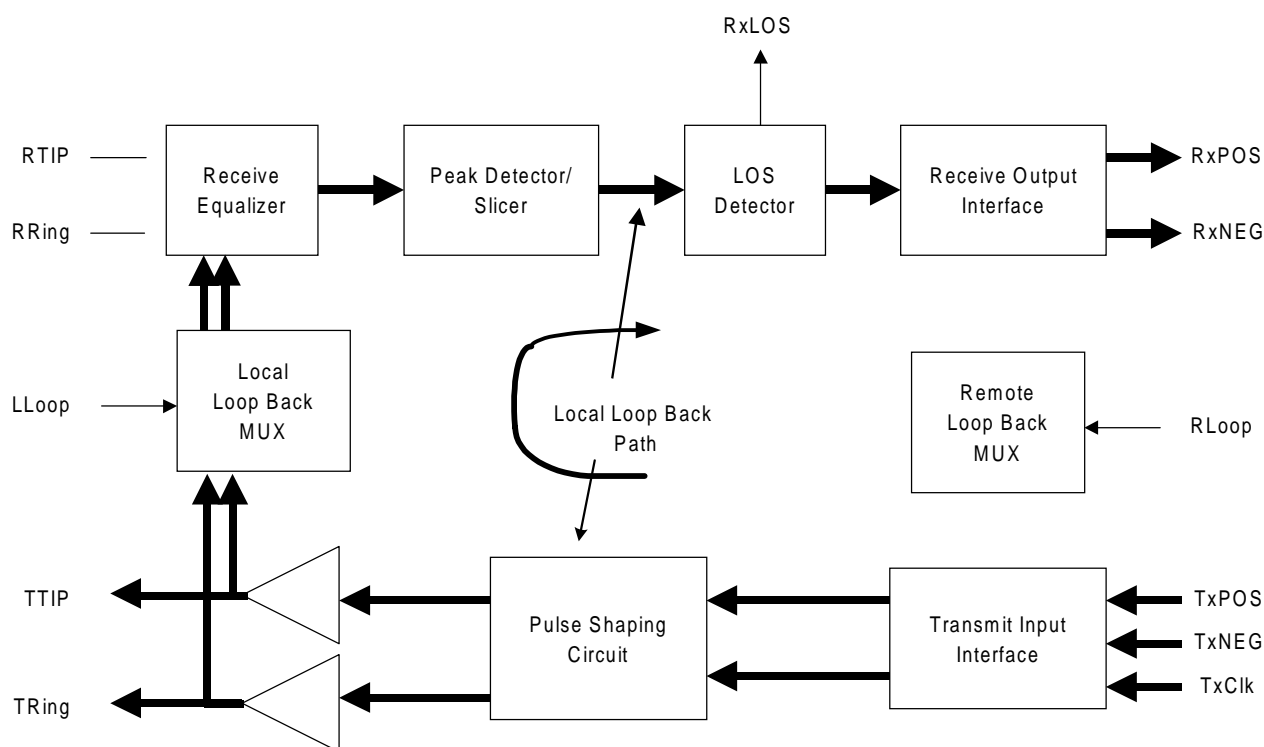 RxLOS
RTIP
RRing
Receive
Equalizer
Peak Detector/
Slicer
LOS
Detector
Receive Output
Interface
RxPOS
RxNEG
LLoop
Local
Loop Back
MUX
Local Loop Back
Path
Remote
Loop Back
MUX
RLoop
TTIP
TRing
Pulse Shaping
Circuit
Transmit Input
Interface
TxPOS
TxNEG
TxClk